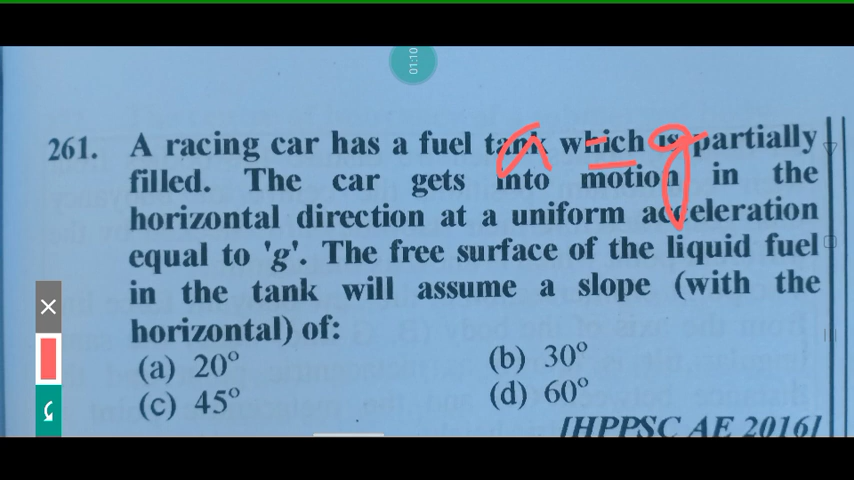 01:10
261. A racing car has a fuel tank which is partially
a = g
filled. The car gets into motion in the
horizontal direction at a uniform acceleration
equal to 'g'. The free surface of the liquid fuel
in the tank will assume a slope (with the
horizontal) of:
(a) 20° (b) 30°
(c) 45° (d) 60°
[HPPSC AE 2016]